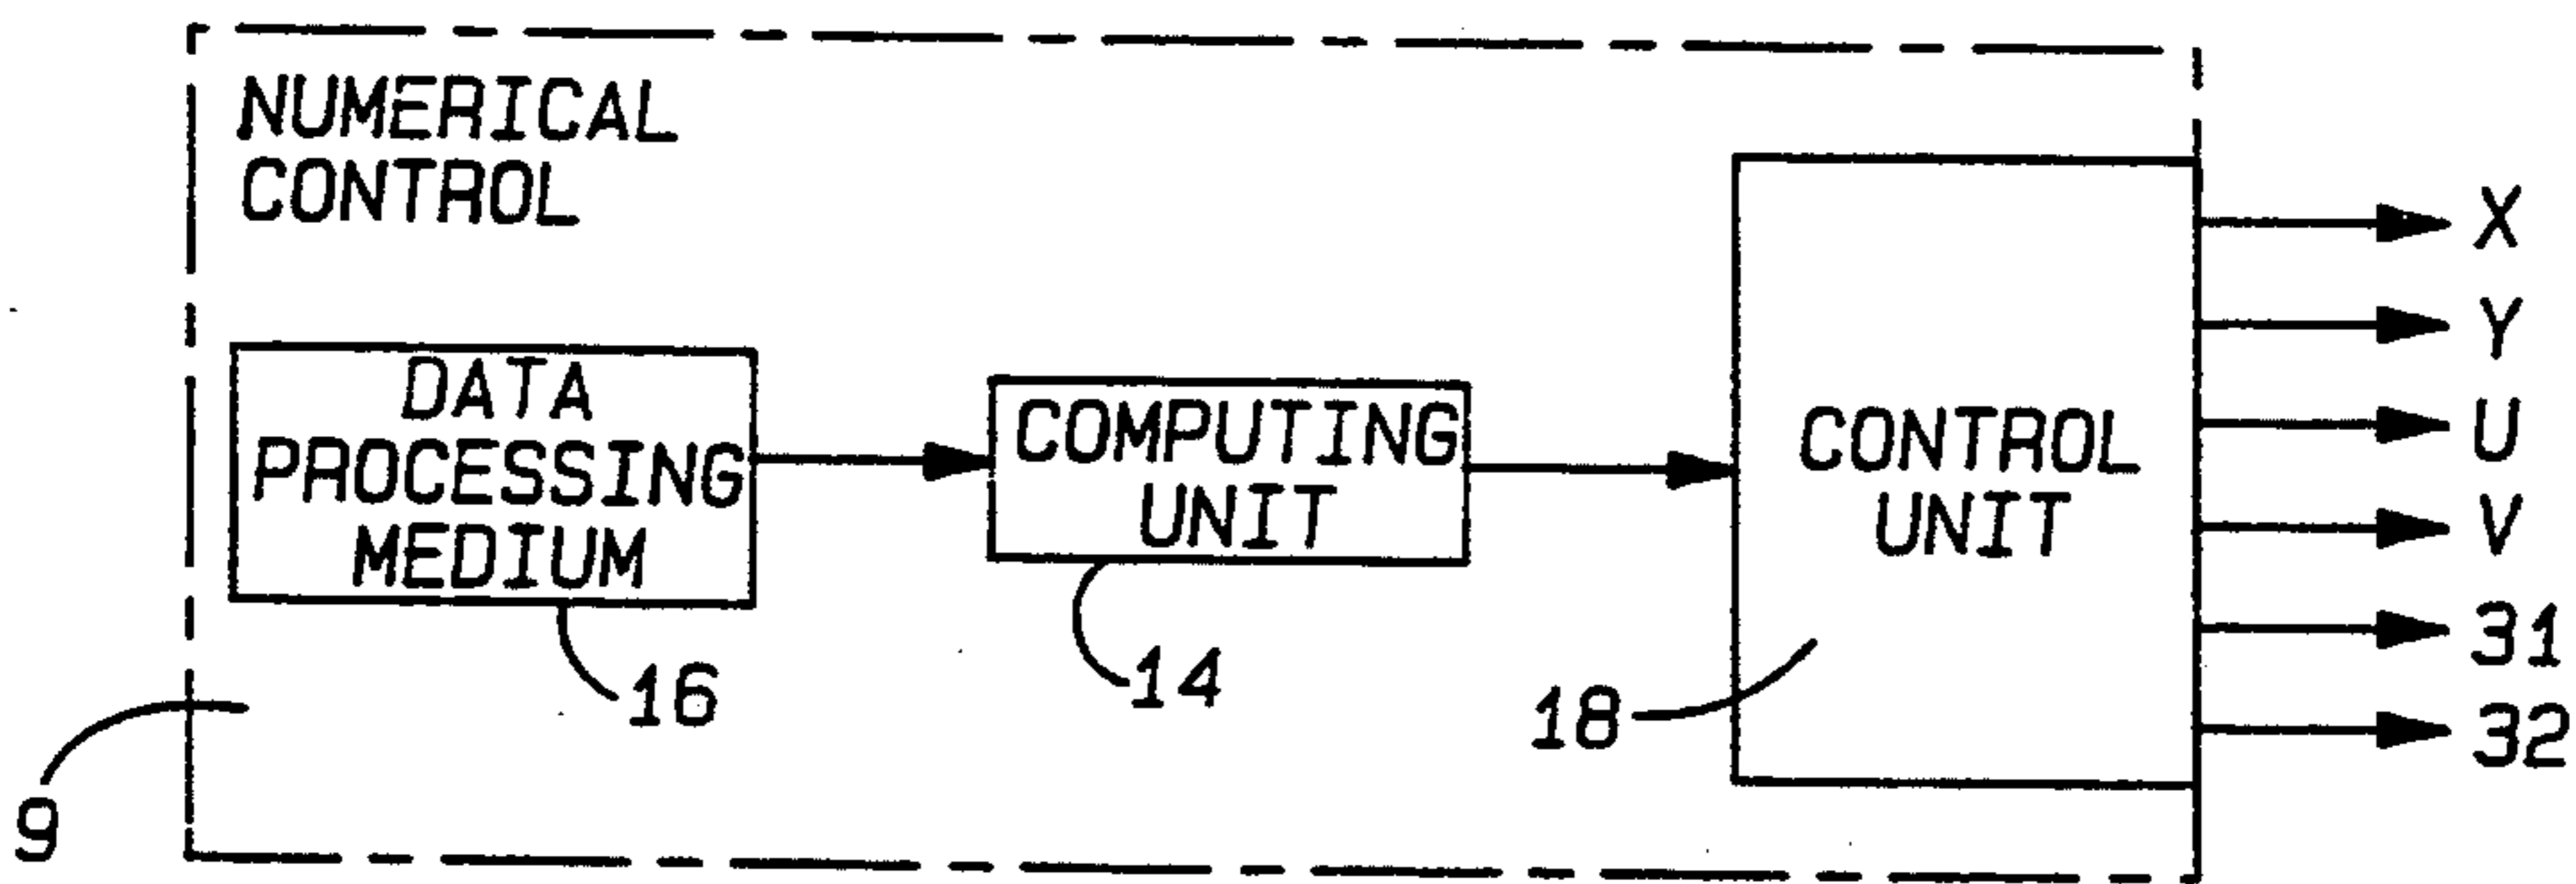 NUMERICAL
CONTROL
DATA
PROCESSING
MEDIUM
16
COMPUTING
UNIT
14
CONTROL
UNIT
18
X
Y
U
V
31
32
9